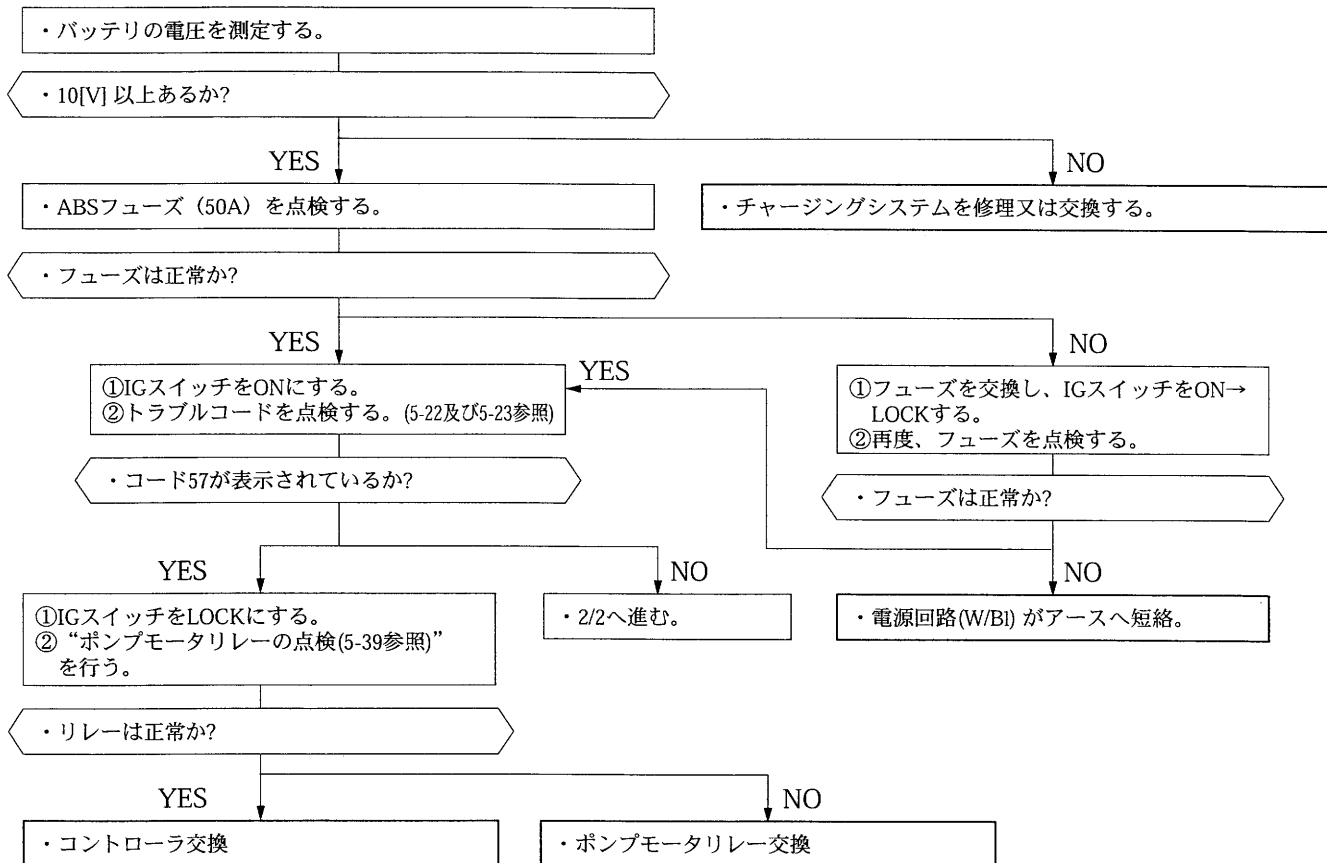 ・バッテリの電圧を測定する。
・10[V] 以上あるか?
YES
NO
・ABSフューズ（50A）を点検する。
・チャージングシステムを修理又は交換する。
・フューズは正常か?
YES
NO
YES
①IGスイッチをONにする。
②トラブルコードを点検する。(5-22及び5-23参照)
①フューズを交換し、IGスイッチをON→
LOCKする。
②再度、フューズを点検する。
・コード57が表示されているか?
・フューズは正常か?
YES
NO
NO
①IGスイッチをLOCKにする。
②“ポンプモータリレーの点検(5-39参照)”
を行う。
・2/2へ進む。
・電源回路(W/Bl) がアースへ短絡。
・リレーは正常か?
YES
NO
・コントローラ交換
・ポンプモータリレー交換